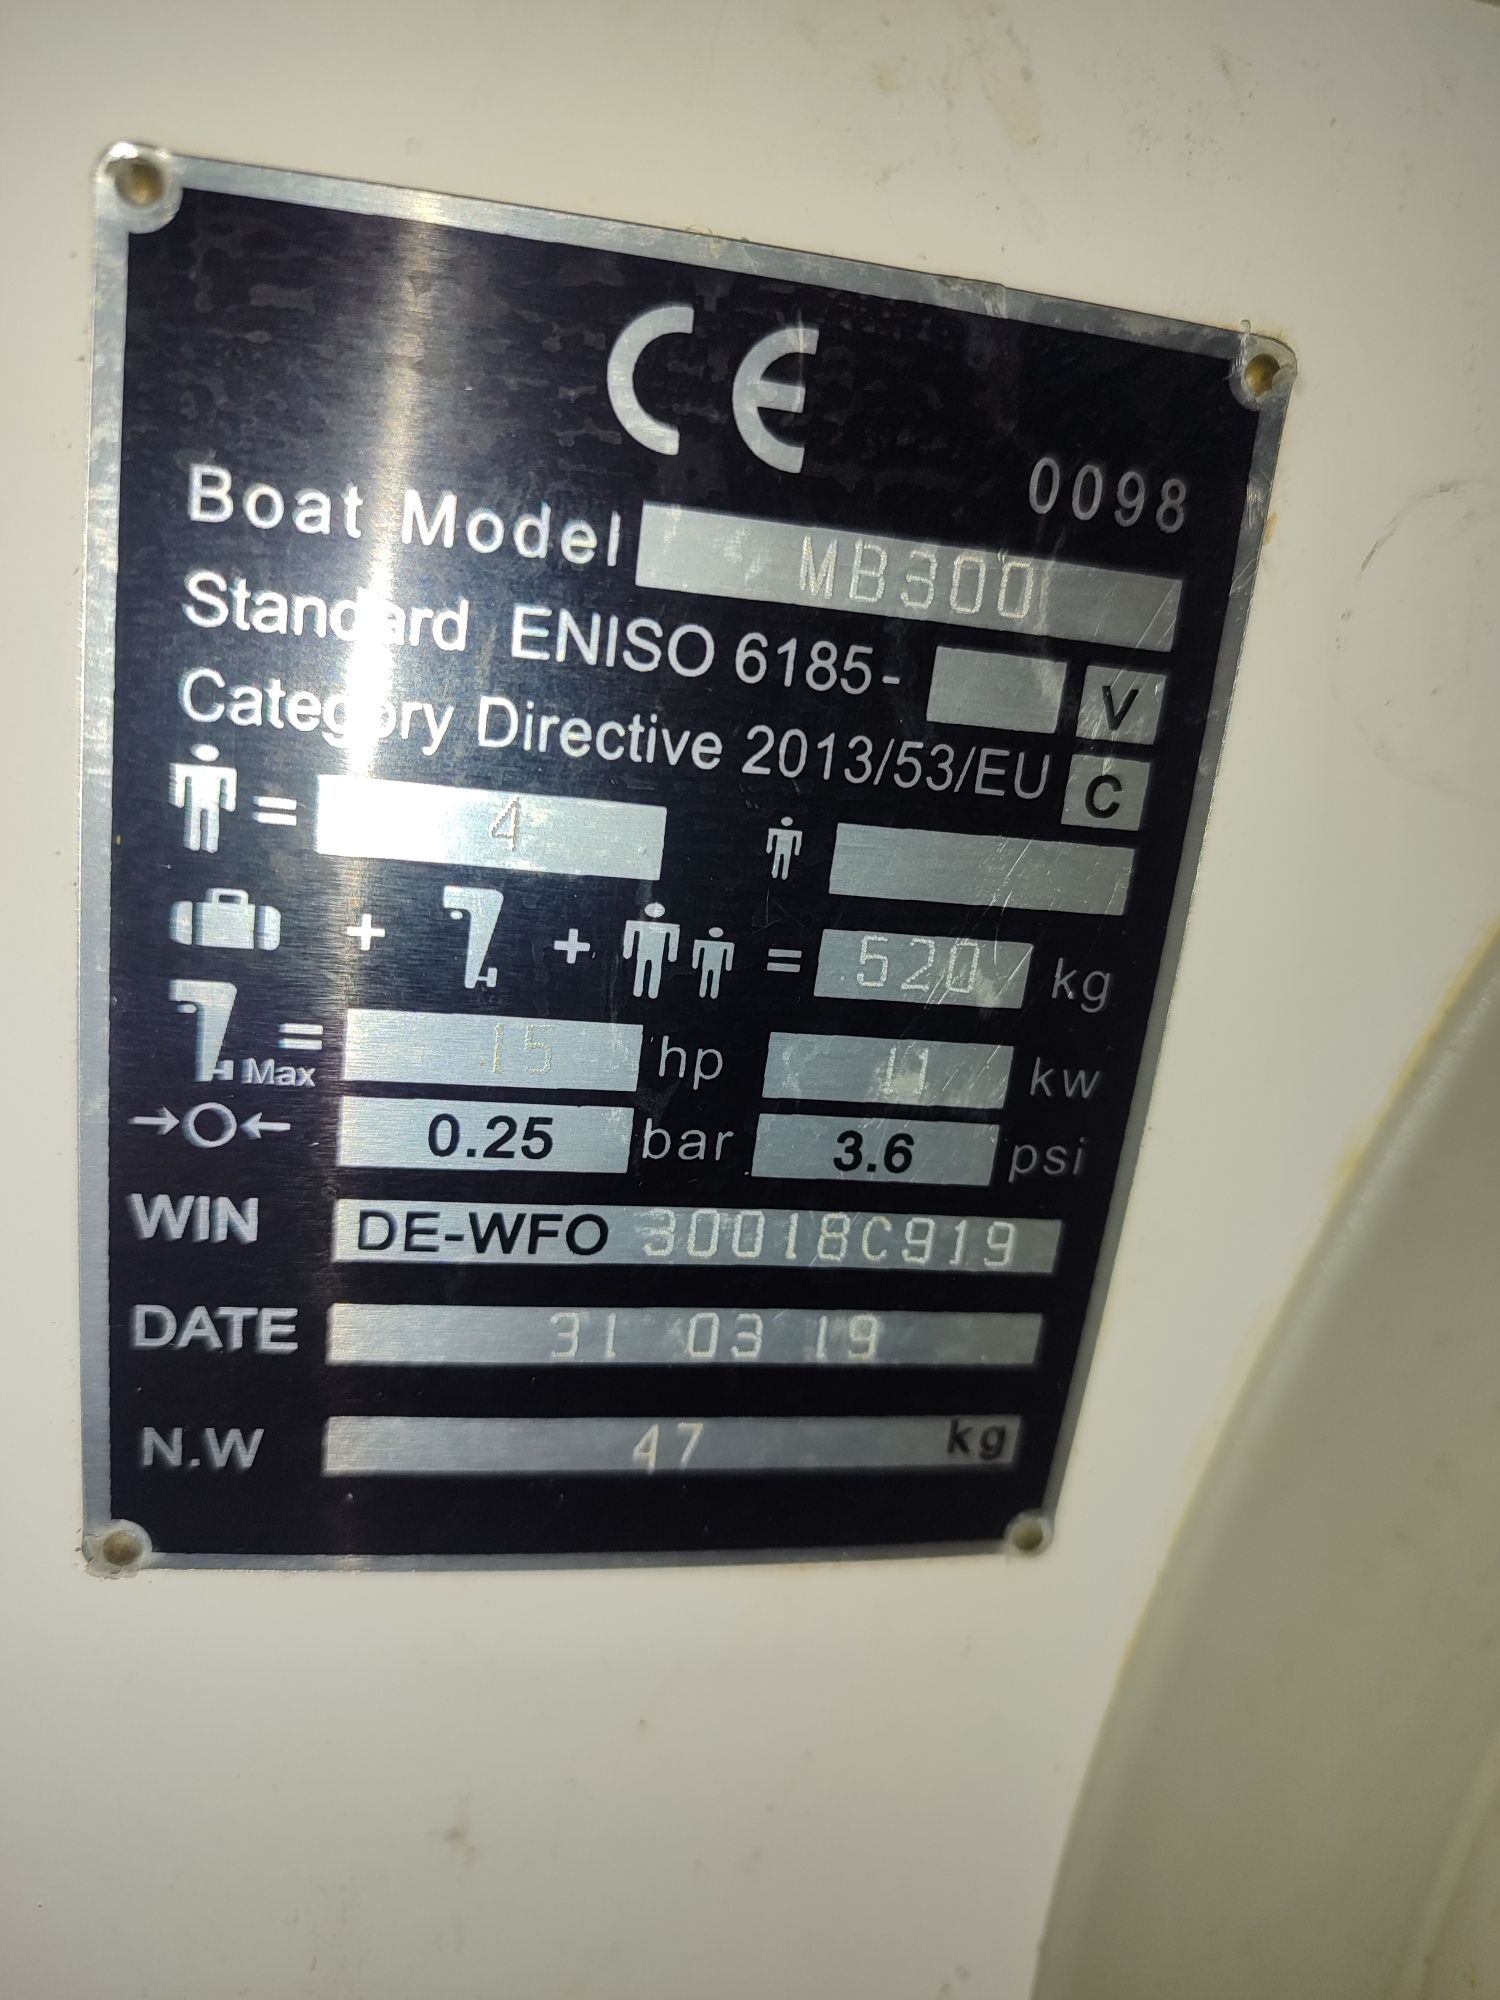 CE
0098
Boat Model MB300
Standard ENISO 6185- V
Category Directive 2013/53/EU C
= 4
+ + = 520 kg
Max = 15 hp 11 kw
→O← 0.25 bar 3.6 psi
WIN DE-WFO 30018C919
DATE 31 03 19
N.W 47 kg